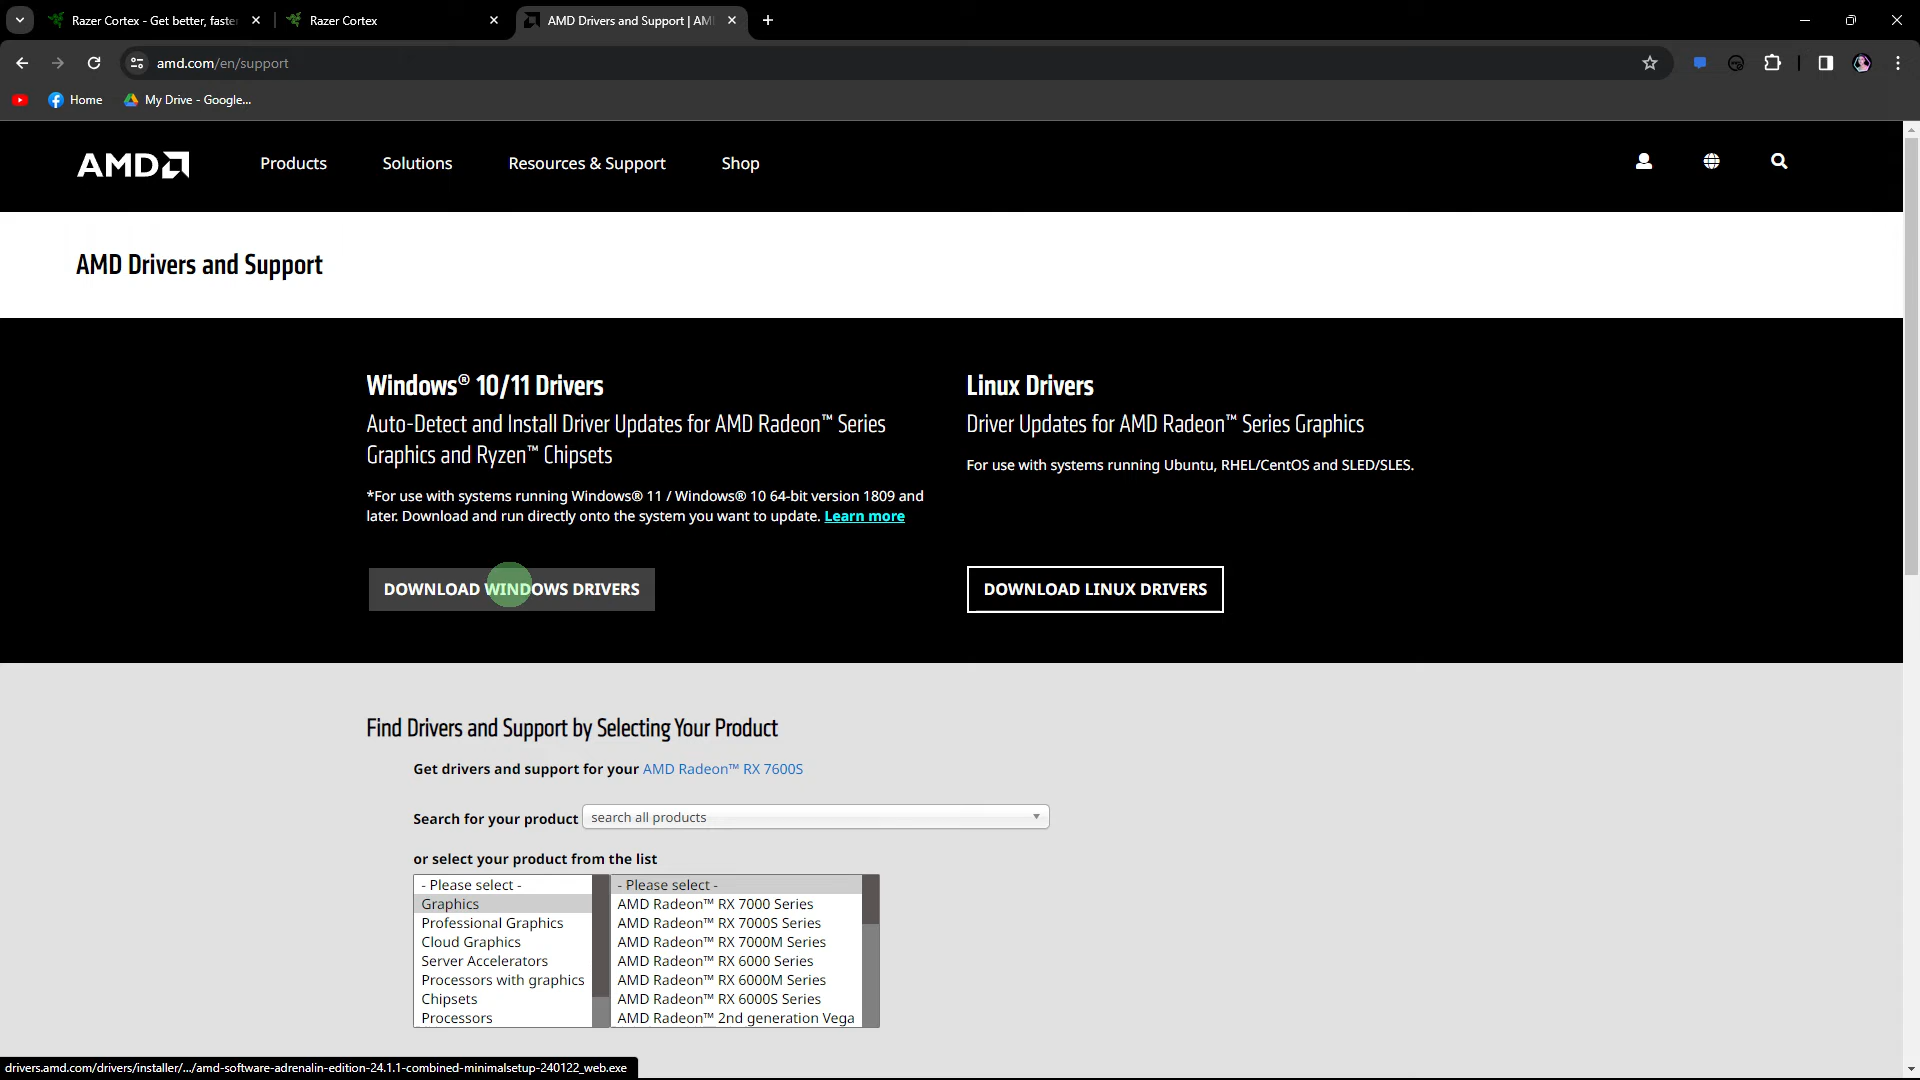 Razer Cortex - Get better, faste
Razer Cortex
AMD Drivers and Support | AM
amd.com/en/support
Home
My Drive - Google...
AMD
Products
Solutions
Resources & Support
Shop
AMD Drivers and Support
Windows® 10/11 Drivers
Auto-Detect and Install Driver Updates for AMD Radeon™ Series
Graphics and Ryzen™ Chipsets
*For use with systems running Windows® 11 / Windows® 10 64-bit version 1809 and
later. Download and run directly onto the system you want to update. Learn more
DOWNLOAD WINDOWS DRIVERS
Linux Drivers
Driver Updates for AMD Radeon™ Series Graphics
For use with systems running Ubuntu, RHEL/CentOS and SLED/SLES.
DOWNLOAD LINUX DRIVERS
Find Drivers and Support by Selecting Your Product
Get drivers and support for your AMD Radeon™ RX 7600S
Search for your product
search all products
or select your product from the list
- Please select -
Graphics
Professional Graphics
Cloud Graphics
Server Accelerators
Processors with graphics
Chipsets
Processors
- Please select -
AMD Radeon™ RX 7000 Series
AMD Radeon™ RX 7000S Series
AMD Radeon™ RX 7000M Series
AMD Radeon™ RX 6000 Series
AMD Radeon™ RX 6000M Series
AMD Radeon™ RX 6000S Series
AMD Radeon™ 2nd generation Vega
drivers.amd.com/drivers/installer/.../amd-software-adrenalin-edition-24.1.1-combined-minimalsetup-240122_web.exe